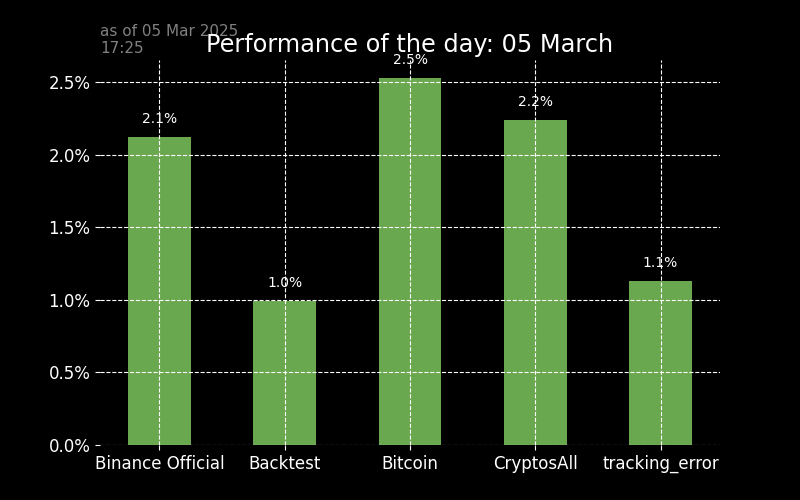 as of 05 Mar 2025
17:25
Performance of the day: 05 March
2.5%
2.0%
1.5%
1.0%
0.5%
0.0%
2.1%
1.0%
2.5%
2.2%
1.1%
Binance Official
Backtest
Bitcoin
CryptosAll
tracking_error